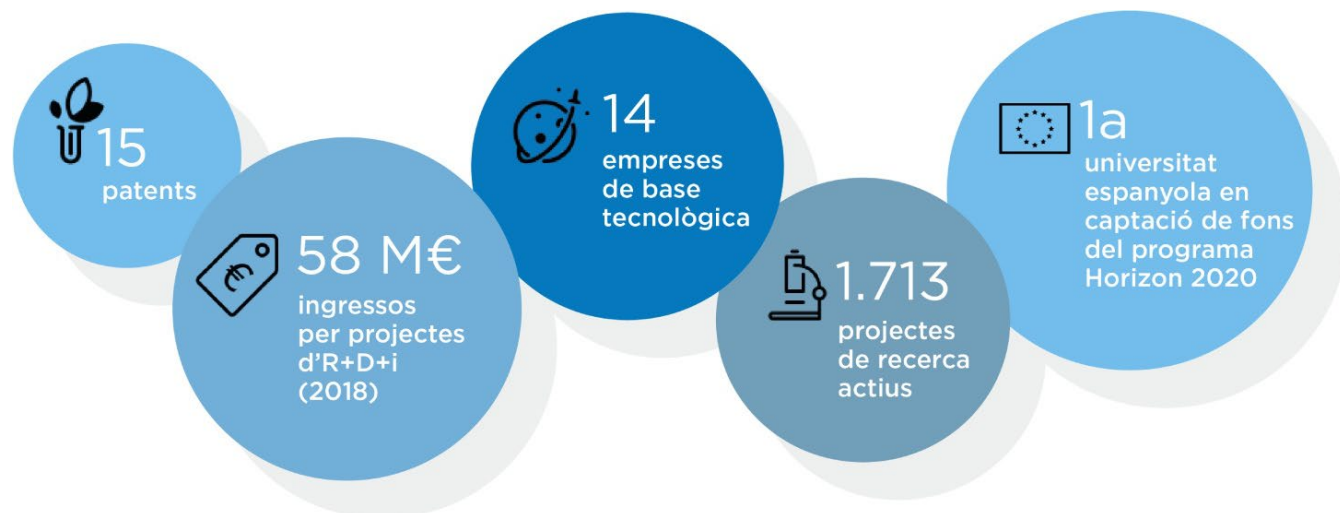 15
patents
58 M€
ingressos
per projectes
d'R+D+i
(2018)
14
empreses
de base
tecnològica
1.713
projectes
de recerca
actius
1a
universitat
espanyola en
captació de fons
del programa
Horizon 2020